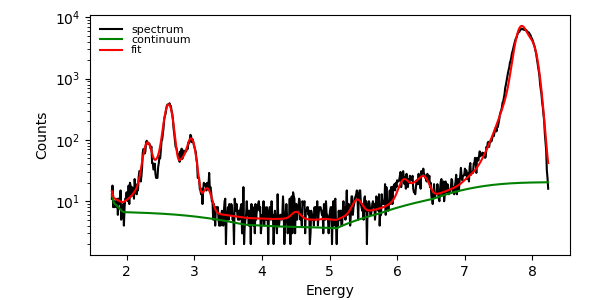 10⁴
10³
10²
10¹
Counts
spectrum
continuum
fit
2 3 4 5 6 7 8
Energy